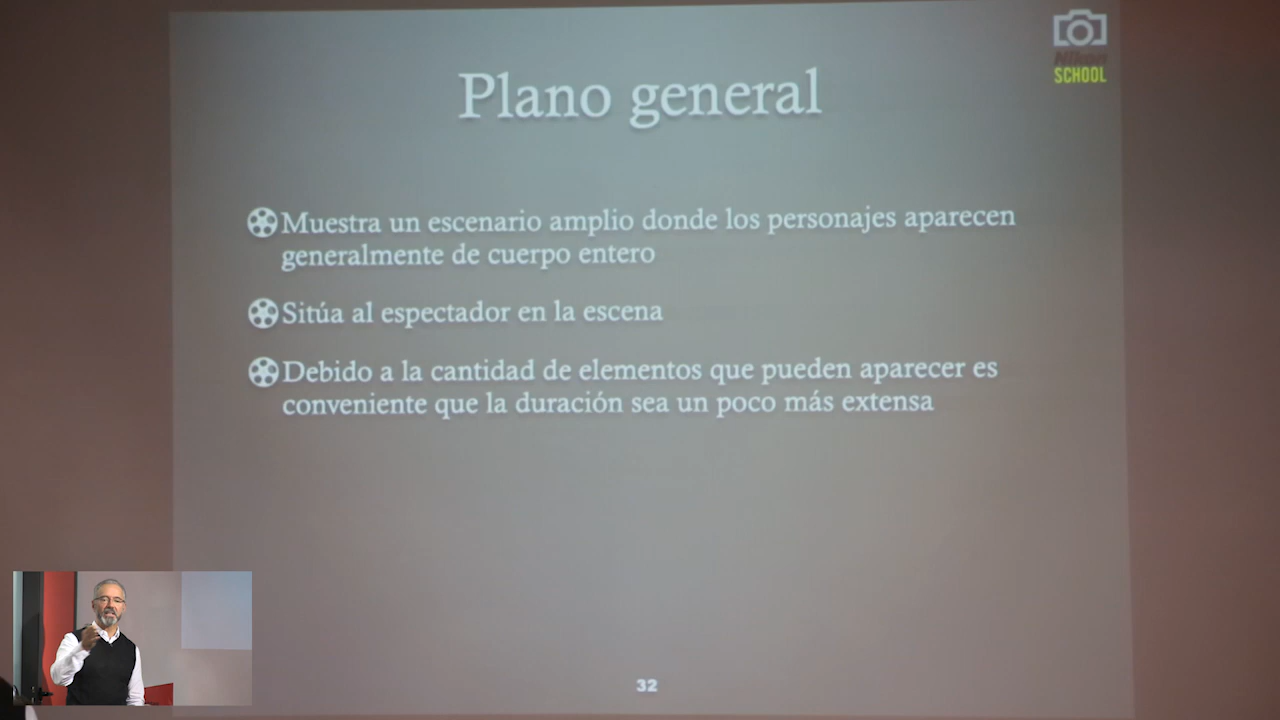 Plano general
SCHOOL
Muestra un escenario amplio donde los personajes aparecen
generalmente de cuerpo entero
Sitúa al espectador en la escena
Debido a la cantidad de elementos que pueden aparecer es
conveniente que la duración sea un poco más extensa
32